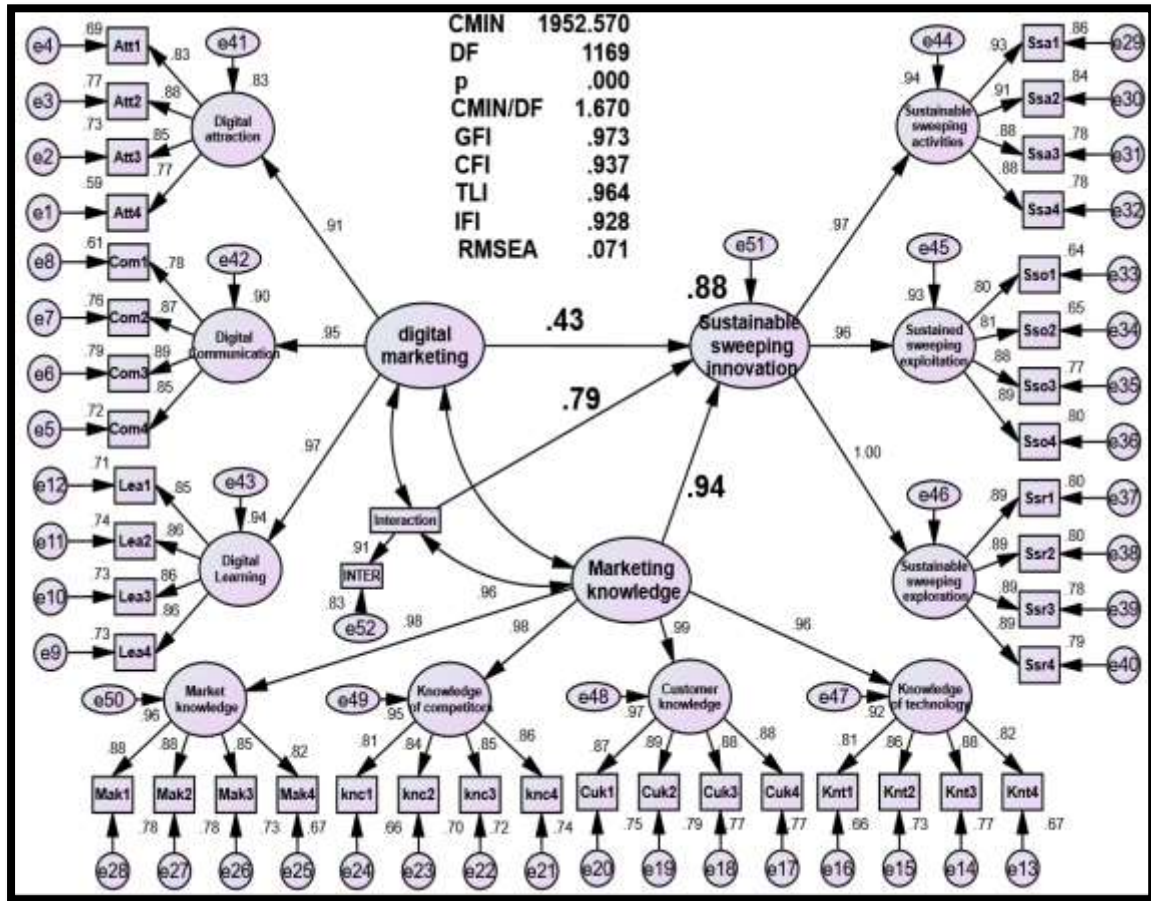 CMIN 1952.570
DF 1169
p .000
CMIN/DF 1.670
GFI .973
CFI .937
TLI .964
IFI .928
RMSEA .071
e4 .69 Att1 .83
e3 .77 Att2 .88
e2 .73 Att3 .85
e1 .59 Att4 .77
e41 .83
Digital
attraction
.91
e8 .61 Com1 .78
e7 .76 Com2 .87
e6 .79 Com3 .89
e5 .72 Com4 .85
e42 .90
Digital
Communication
.95
e12 .71 Lea1 .85
e11 .74 Lea2 .86
e10 .73 Lea3 .86
e9 .73 Lea4 .86
e43 .94
Digital
Learning
.97
digital
marketing
.43
.79
.94
Interaction
.91
INTER
.83
e52
.96
Marketing
knowledge
e51
.88
Sustainable
sweeping
innovation
.97
.96
1.00
e44
.94
Sustainable
sweeping
activities
.93 Ssa1 .86 e29
.91 Ssa2 .84 e30
.88 Ssa3 .78 e31
.88 Ssa4 .78 e32
e45
.93
Sustained
sweeping
exploitation
.80 Sso1 .64 e33
.81 Sso2 .65 e34
.88 Sso3 .77 e35
.89 Sso4 .80 e36
e46
Sustainable
sweeping
exploration
.89 Ssr1 .80 e37
.89 Ssr2 .80 e38
.89 Ssr3 .78 e39
.89 Ssr4 .79 e40
.98 .98 .99 .96
e50 .96
Market
knowledge
e49 .95
Knowledge
of competitors
e48 .97
Customer
knowledge
e47 .92
Knowledge
of technology
.88 .88 .85 .82 .81 .84 .85 .86 .87 .89 .88 .88 .81 .86 .88 .82
Mak1 Mak2 Mak3 Mak4 knc1 knc2 knc3 knc4 Cuk1 Cuk2 Cuk3 Cuk4 Knt1 Knt2 Knt3 Knt4
.78 .78 .73 .67 .66 .70 .72 .74 .75 .79 .77 .77 .66 .73 .77 .67
e28 e27 e26 e25 e24 e23 e22 e21 e20 e19 e18 e17 e16 e15 e14 e13